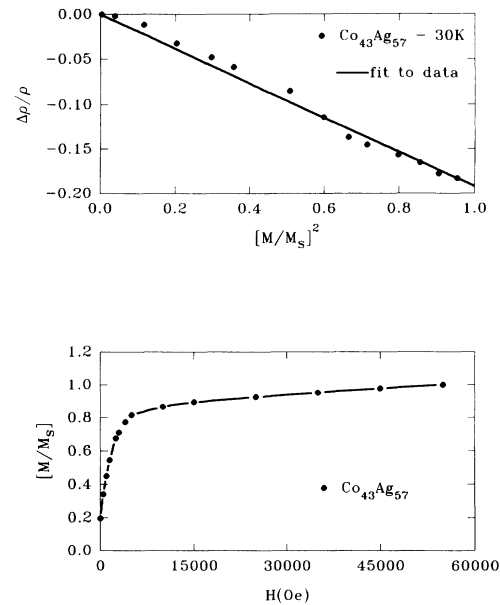 0.00
-0.05
-0.10
-0.15
-0.20
Δρ/ρ
Co43Ag57 - 30K
fit to data
0.0 0.2 0.4 0.6 0.8 1.0
[M/MS]2
1.2
1.0
0.8
0.6
0.4
0.2
0.0
[M/MS]
Co43Ag57
0 15000 30000 45000 60000
H(Oe)